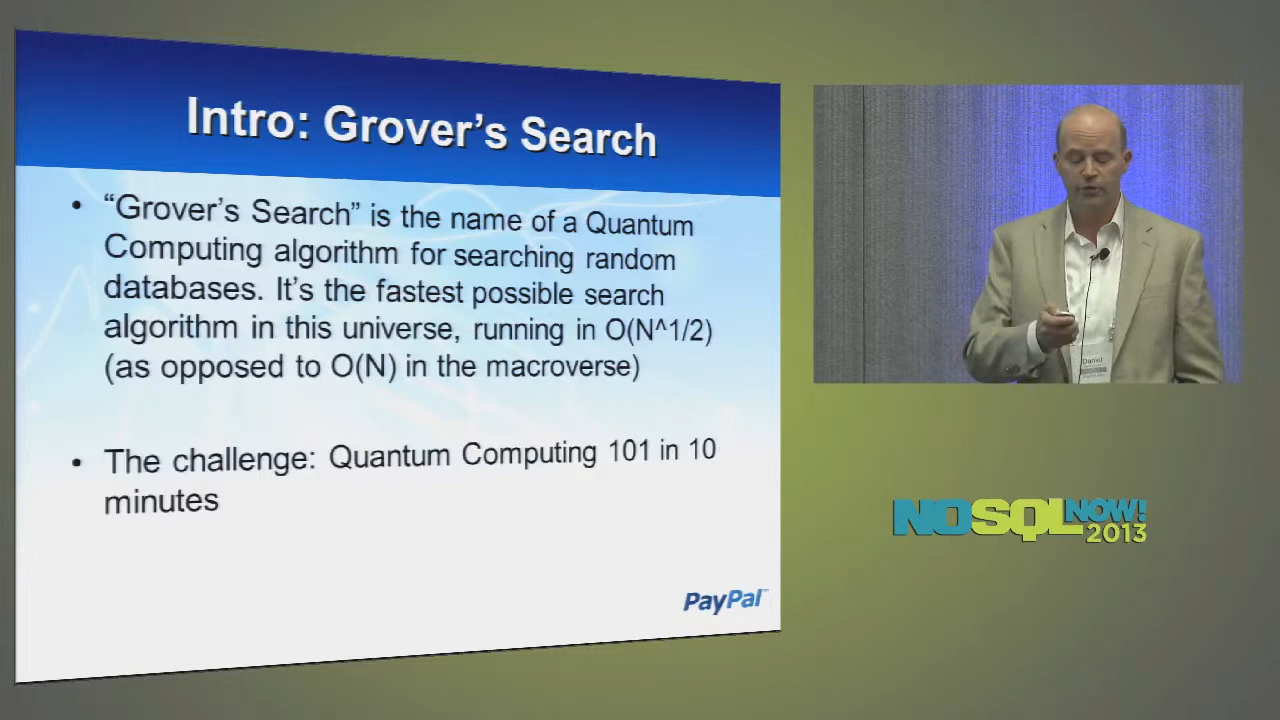 Intro: Grover's Search
• “Grover's Search” is the name of a Quantum
Computing algorithm for searching random
databases. It's the fastest possible search
algorithm in this universe, running in O(N^1/2)
(as opposed to O(N) in the macroverse)
• The challenge: Quantum Computing 101 in 10
minutes
PayPal
Daniel
NOSQL NOW!
2013